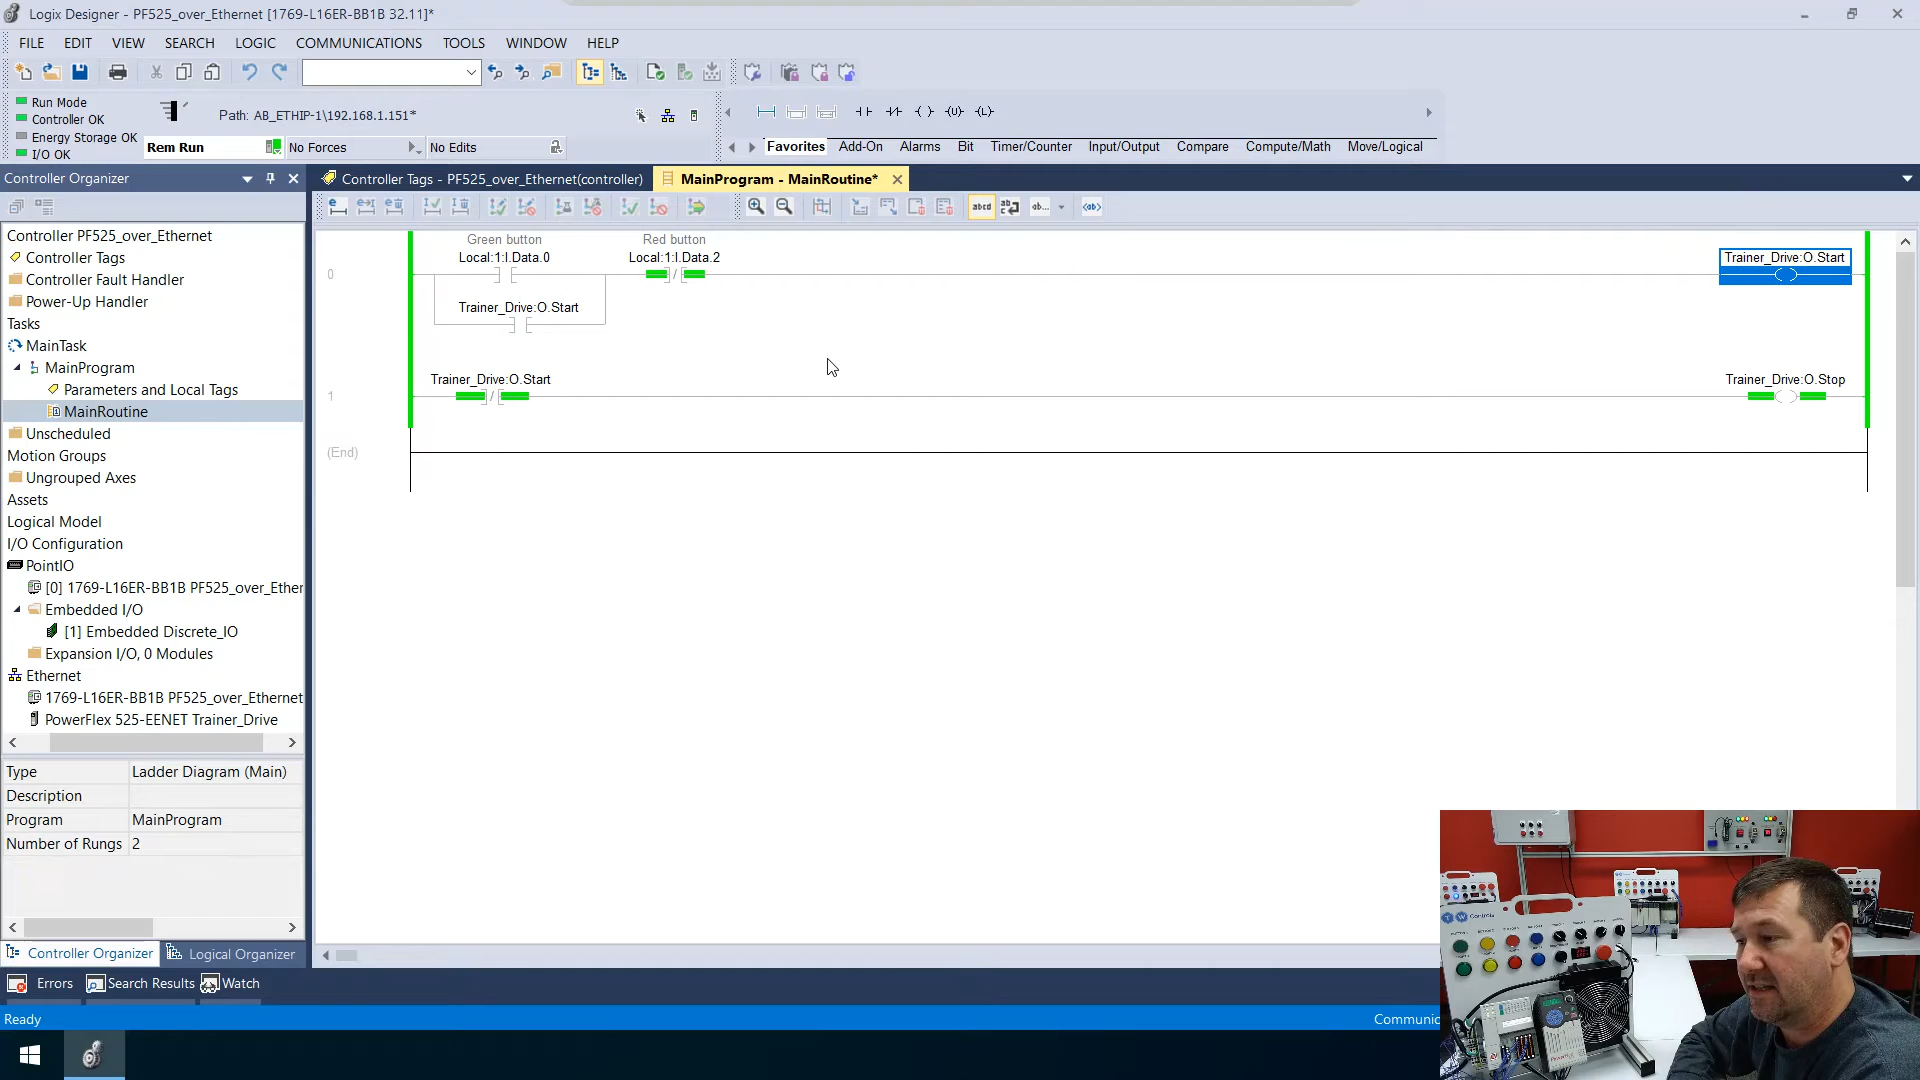 Logix Designer - PF525_over_Ethernet [1769-L16ER-BB1B 32.11]*
FILE EDIT VIEW SEARCH LOGIC COMMUNICATIONS TOOLS WINDOW HELP
Run Mode
Controller OK
Energy Storage OK
I/O OK
Path: AB_ETHIP-1\192.168.1.151*
Rem Run No Forces No Edits
(U) (L)
Favorites Add-On Alarms Bit Timer/Counter Input/Output Compare Compute/Math Move/Logical
Controller Organizer
Controller Tags - PF525_over_Ethernet(controller)
MainProgram - MainRoutine*
Controller PF525_over_Ethernet
Controller Tags
Controller Fault Handler
Power-Up Handler
Tasks
MainTask
MainProgram
Parameters and Local Tags
MainRoutine
Unscheduled
Motion Groups
Ungrouped Axes
Assets
Logical Model
I/O Configuration
PointIO
[0] 1769-L16ER-BB1B PF525_over_Ether
Embedded I/O
[1] Embedded Discrete_IO
Expansion I/O, 0 Modules
Ethernet
1769-L16ER-BB1B PF525_over_Ethernet
PowerFlex 525-EENET Trainer_Drive
Type Ladder Diagram (Main)
Description
Program MainProgram
Number of Rungs 2
Controller Organizer Logical Organizer
abcd
ab...
Green button
Local:1:I.Data.0
Red button
Local:1:I.Data.2
Trainer_Drive:O.Start
0
Trainer_Drive:O.Start
Trainer_Drive:O.Start
Trainer_Drive:O.Stop
1
(End)
Errors Search Results Watch
Ready
Communic
TW Controls